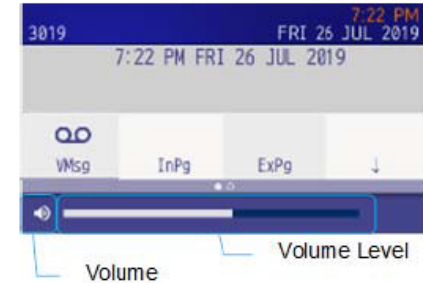 7:22 PM
3019 FRI 26 JUL 2019
7:22 PM FRI 26 JUL 2019
VMsg InPg ExPg ↓
Volume Level
Volume